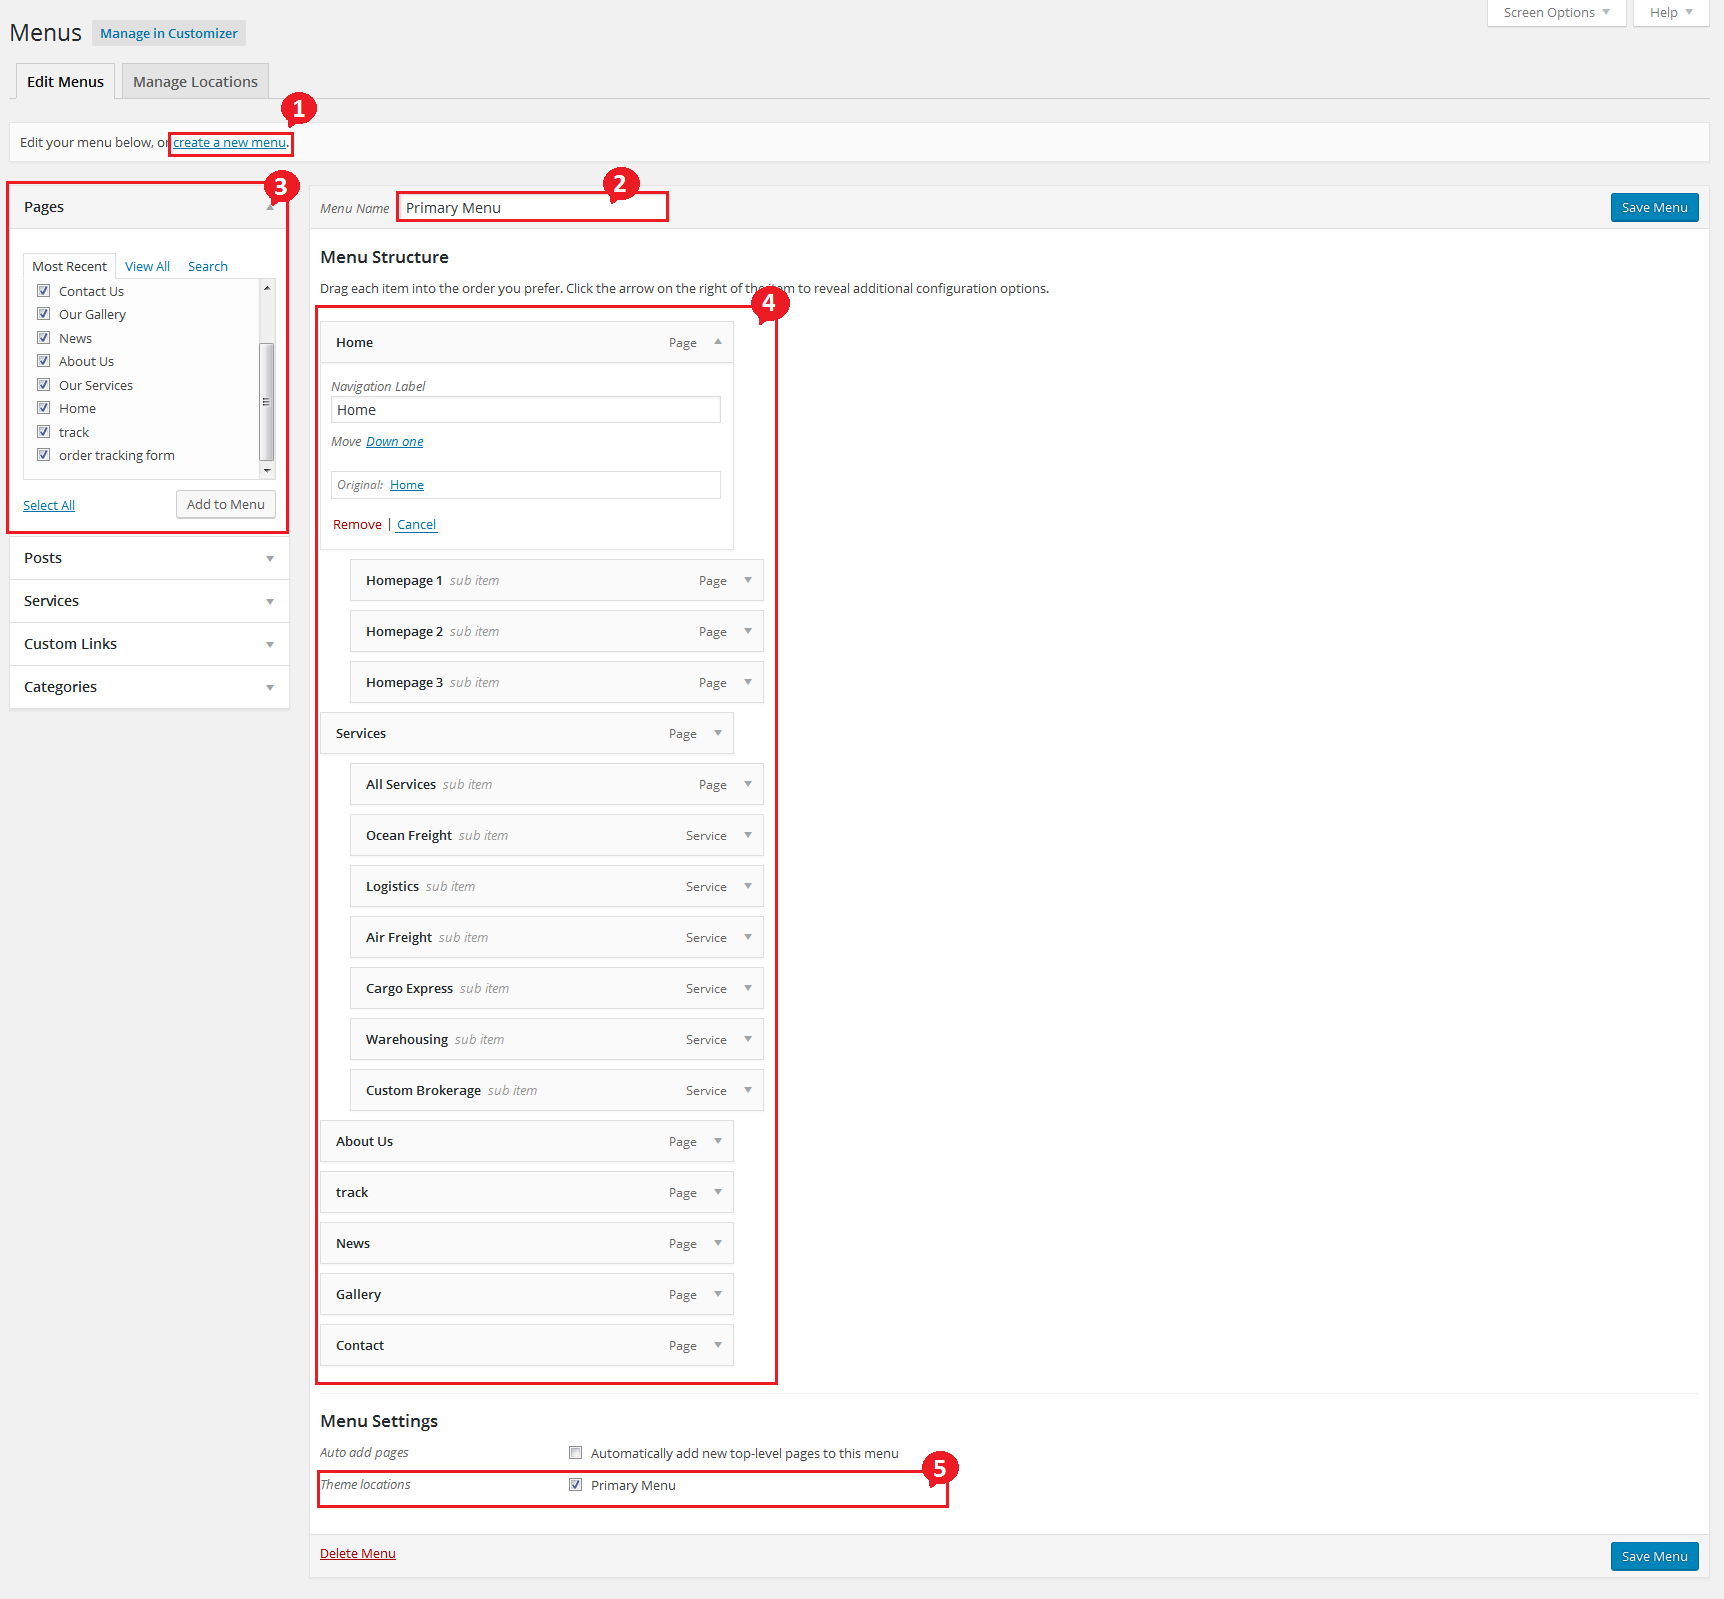 Screen Options
Help
Menus Manage in Customizer
Edit Menus Manage Locations
1
Edit your menu below, or create a new menu.
3
Pages
Most Recent View All Search
Contact Us
Our Gallery
News
About Us
Our Services
Home
track
order tracking form
Select All Add to Menu
Posts
Services
Custom Links
Categories
2
Menu Name Primary Menu Save Menu
Menu Structure
Drag each item into the order you prefer. Click the arrow on the right of the item to reveal additional configuration options.
4
Home Page
Navigation Label
Home
Move Down one
Original: Home
Remove | Cancel
Homepage 1 sub item Page
Homepage 2 sub item Page
Homepage 3 sub item Page
Services Page
All Services sub item Page
Ocean Freight sub item Service
Logistics sub item Service
Air Freight sub item Service
Cargo Express sub item Service
Warehousing sub item Service
Custom Brokerage sub item Service
About Us Page
track Page
News Page
Gallery Page
Contact Page
Menu Settings
Auto add pages Automatically add new top-level pages to this menu
5
Theme locations Primary Menu
Delete Menu Save Menu